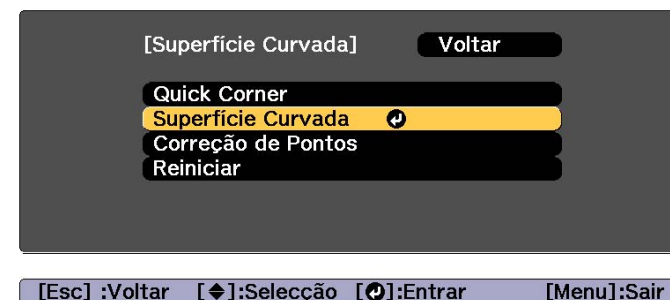 [Superfície Curvada] Voltar
Quick Corner
Superfície Curvada
Correção de Pontos
Reiniciar
[Esc] :Voltar [◆]:Selecção [↵]:Entrar [Menu]:Sair